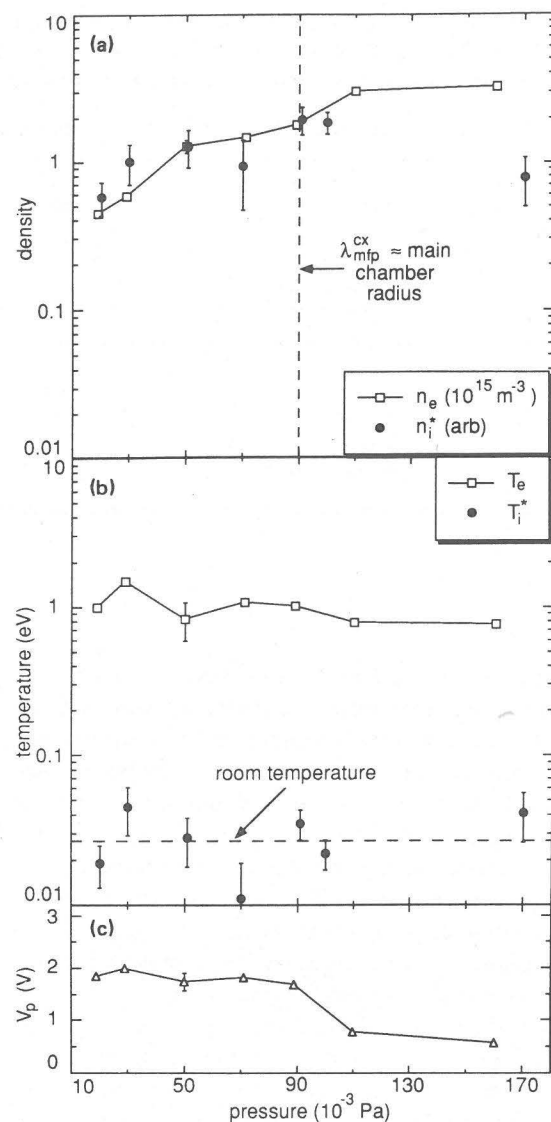 (a)
10
1
0.1
0.01
density
λ_mfp^cx ≈ main
chamber
radius
n_e (10^15 m^-3)
n_i^* (arb)
(b)
T_e
T_i^*
10
1
0.1
0.01
temperature (eV)
room temperature
(c)
3
2
1
0
V_p (V)
10 50 90 130 170
pressure (10^-3 Pa)